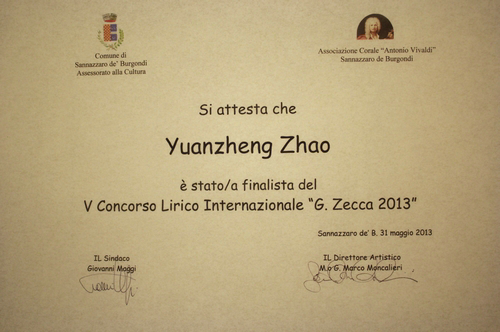 Comune di
Sannazzaro de' Burgondi
Assessorato alla Cultura
Associazione Corale "Antonio Vivaldi"
Sannazzaro de Burgondi
Si attesta che
Yuanzheng Zhao
è stato/a finalista del
V Concorso Lirico Internazionale "G. Zecca 2013"
Sannazzaro de' B. 31 maggio 2013
IL Sindaco
Giovanni Maggi
IL Direttore Artistico
M.o G. Marco Moncalieri